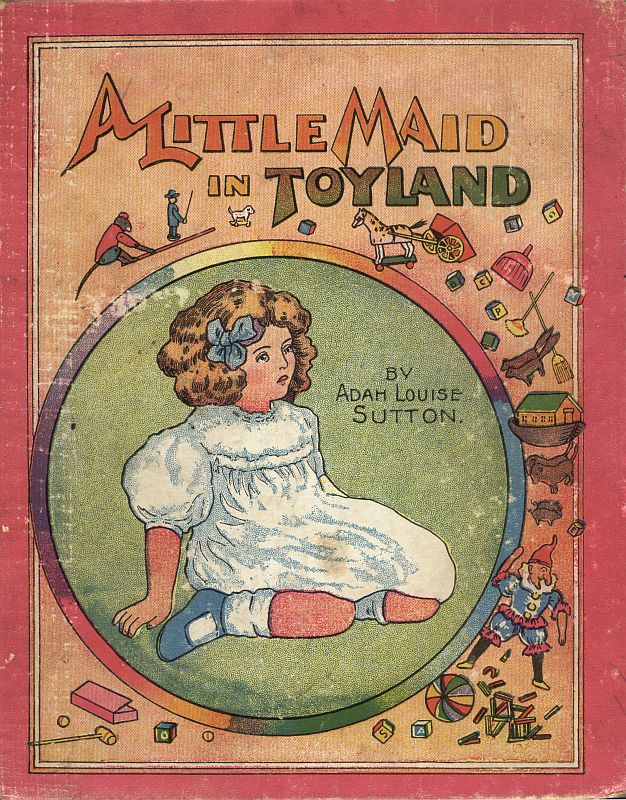 A LITTLE MAID
IN TOYLAND
BY
ADAH LOUISE
SUTTON.